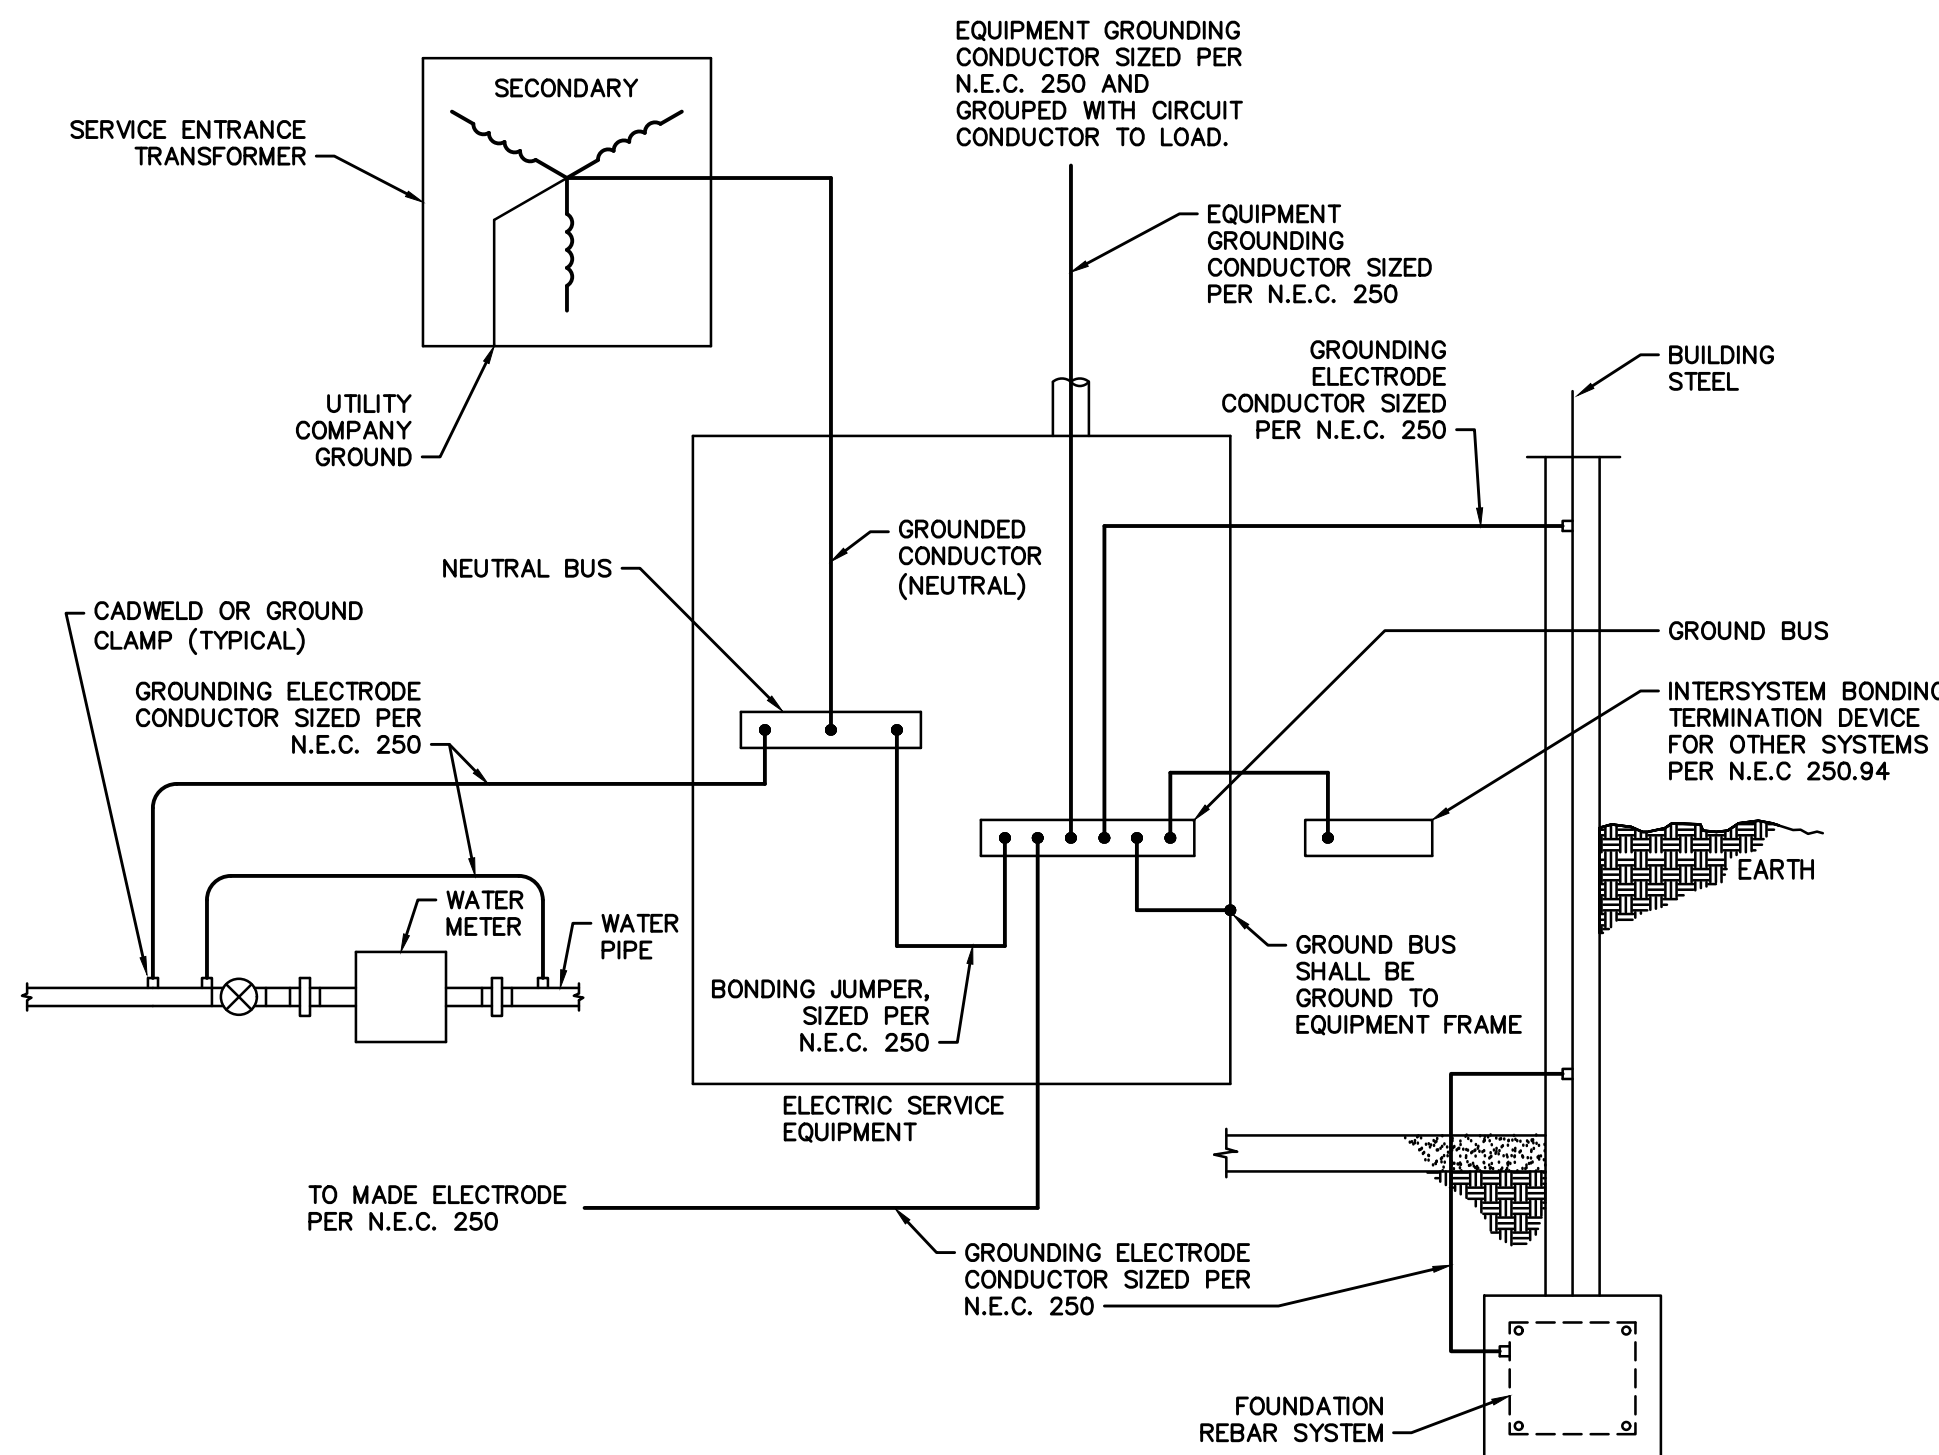 EQUIPMENT GROUNDING
CONDUCTOR SIZED PER
N.E.C. 250 AND
GROUPED WITH CIRCUIT
CONDUCTOR TO LOAD.
SECONDARY
SERVICE ENTRANCE
TRANSFORMER
EQUIPMENT
GROUNDING
CONDUCTOR SIZED
PER N.E.C. 250
GROUNDING
ELECTRODE
CONDUCTOR SIZED
PER N.E.C. 250
BUILDING
STEEL
UTILITY
COMPANY
GROUND
GROUNDED
CONDUCTOR
(NEUTRAL)
NEUTRAL BUS
CADWELD OR GROUND
CLAMP (TYPICAL)
GROUND BUS
GROUNDING ELECTRODE
CONDUCTOR SIZED PER
N.E.C. 250
INTERSYSTEM BONDING
TERMINATION DEVICE
FOR OTHER SYSTEMS
PER N.E.C 250.94
EARTH
WATER
METER
WATER
PIPE
GROUND BUS
SHALL BE
GROUND TO
EQUIPMENT FRAME
BONDING JUMPER,
SIZED PER
N.E.C. 250
ELECTRIC SERVICE
EQUIPMENT
TO MADE ELECTRODE
PER N.E.C. 250
GROUNDING ELECTRODE
CONDUCTOR SIZED PER
N.E.C. 250
FOUNDATION
REBAR SYSTEM